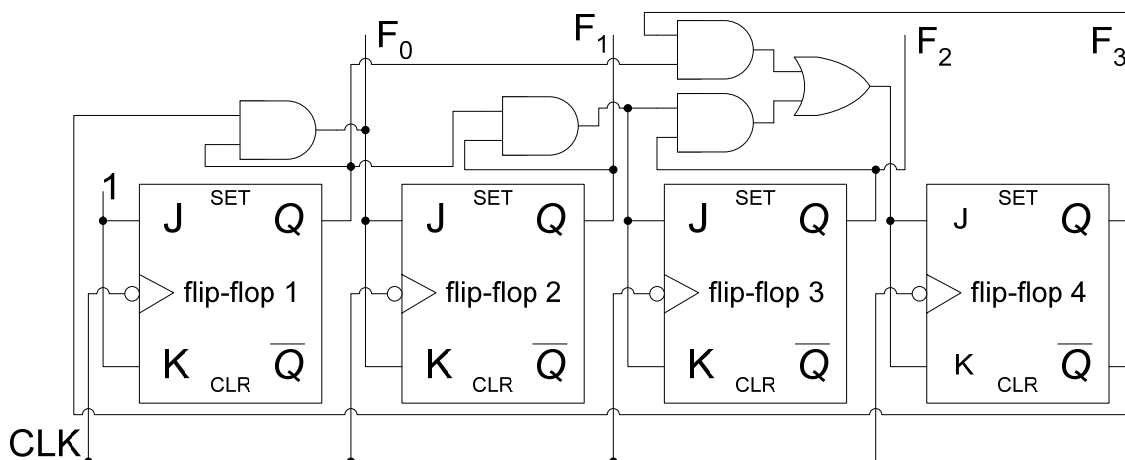 F0
F1
F2
F3
1
SET
J Q
flip-flop 1
K Q̅
CLR
SET
J Q
flip-flop 2
K Q̅
CLR
SET
J Q
flip-flop 3
K Q̅
CLR
SET
J Q
flip-flop 4
K Q̅
CLR
CLK